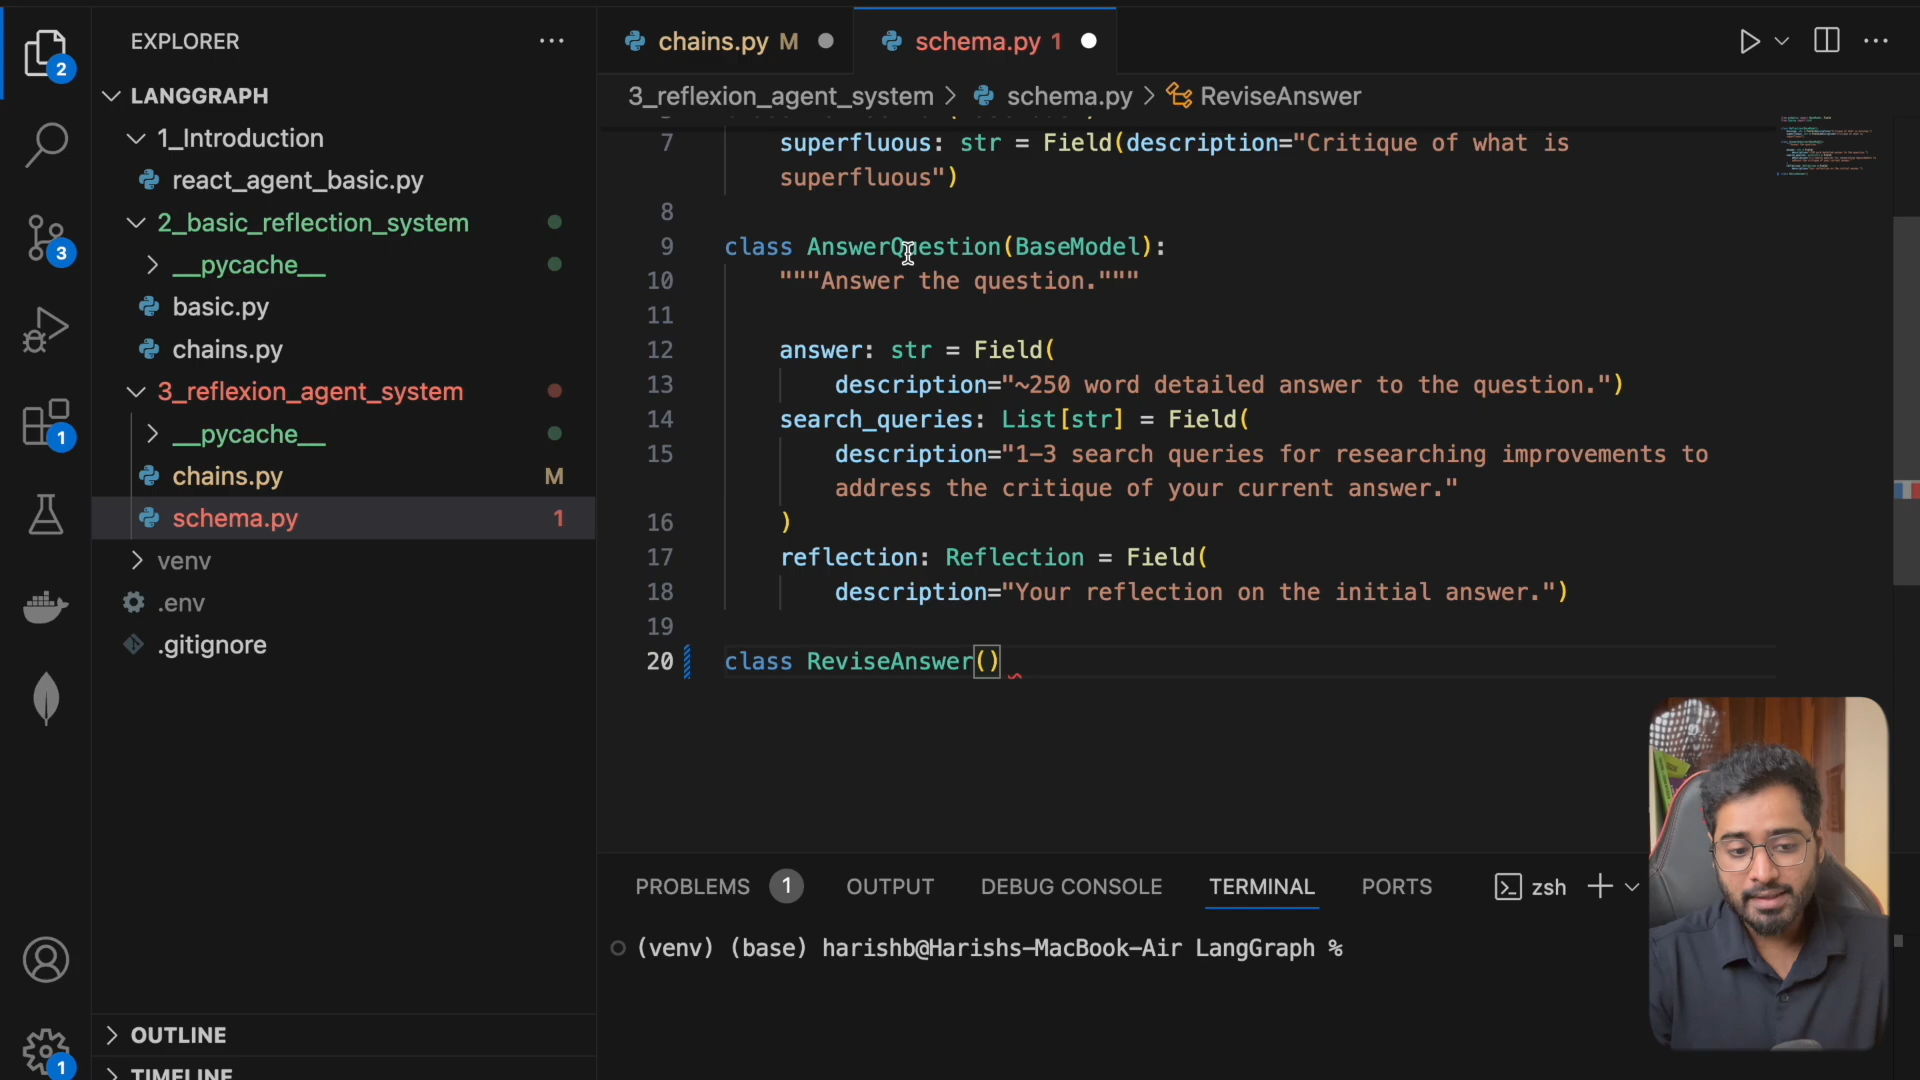 EXPLORER
LANGGRAPH
1_Introduction
react_agent_basic.py
2_basic_reflection_system
__pycache__
basic.py
chains.py
3_reflexion_agent_system
__pycache__
chains.py M
schema.py 1
venv
.env
.gitignore
OUTLINE
TIMELINE
2
3
1
1
chains.py M
schema.py 1
3_reflexion_agent_system > schema.py > ReviseAnswer
7 superfluous: str = Field(description="Critique of what is
superfluous")
8
9 class AnswerQuestion(BaseModel):
10 """Answer the question."""
11
12 answer: str = Field(
13 description="~250 word detailed answer to the question.")
14 search_queries: List[str] = Field(
15 description="1-3 search queries for researching improvements to
address the critique of your current answer."
16 )
17 reflection: Reflection = Field(
18 description="Your reflection on the initial answer.")
19
20 class ReviseAnswer()
PROBLEMS 1 OUTPUT DEBUG CONSOLE TERMINAL PORTS zsh
(venv) (base) harishb@Harishs-MacBook-Air LangGraph %